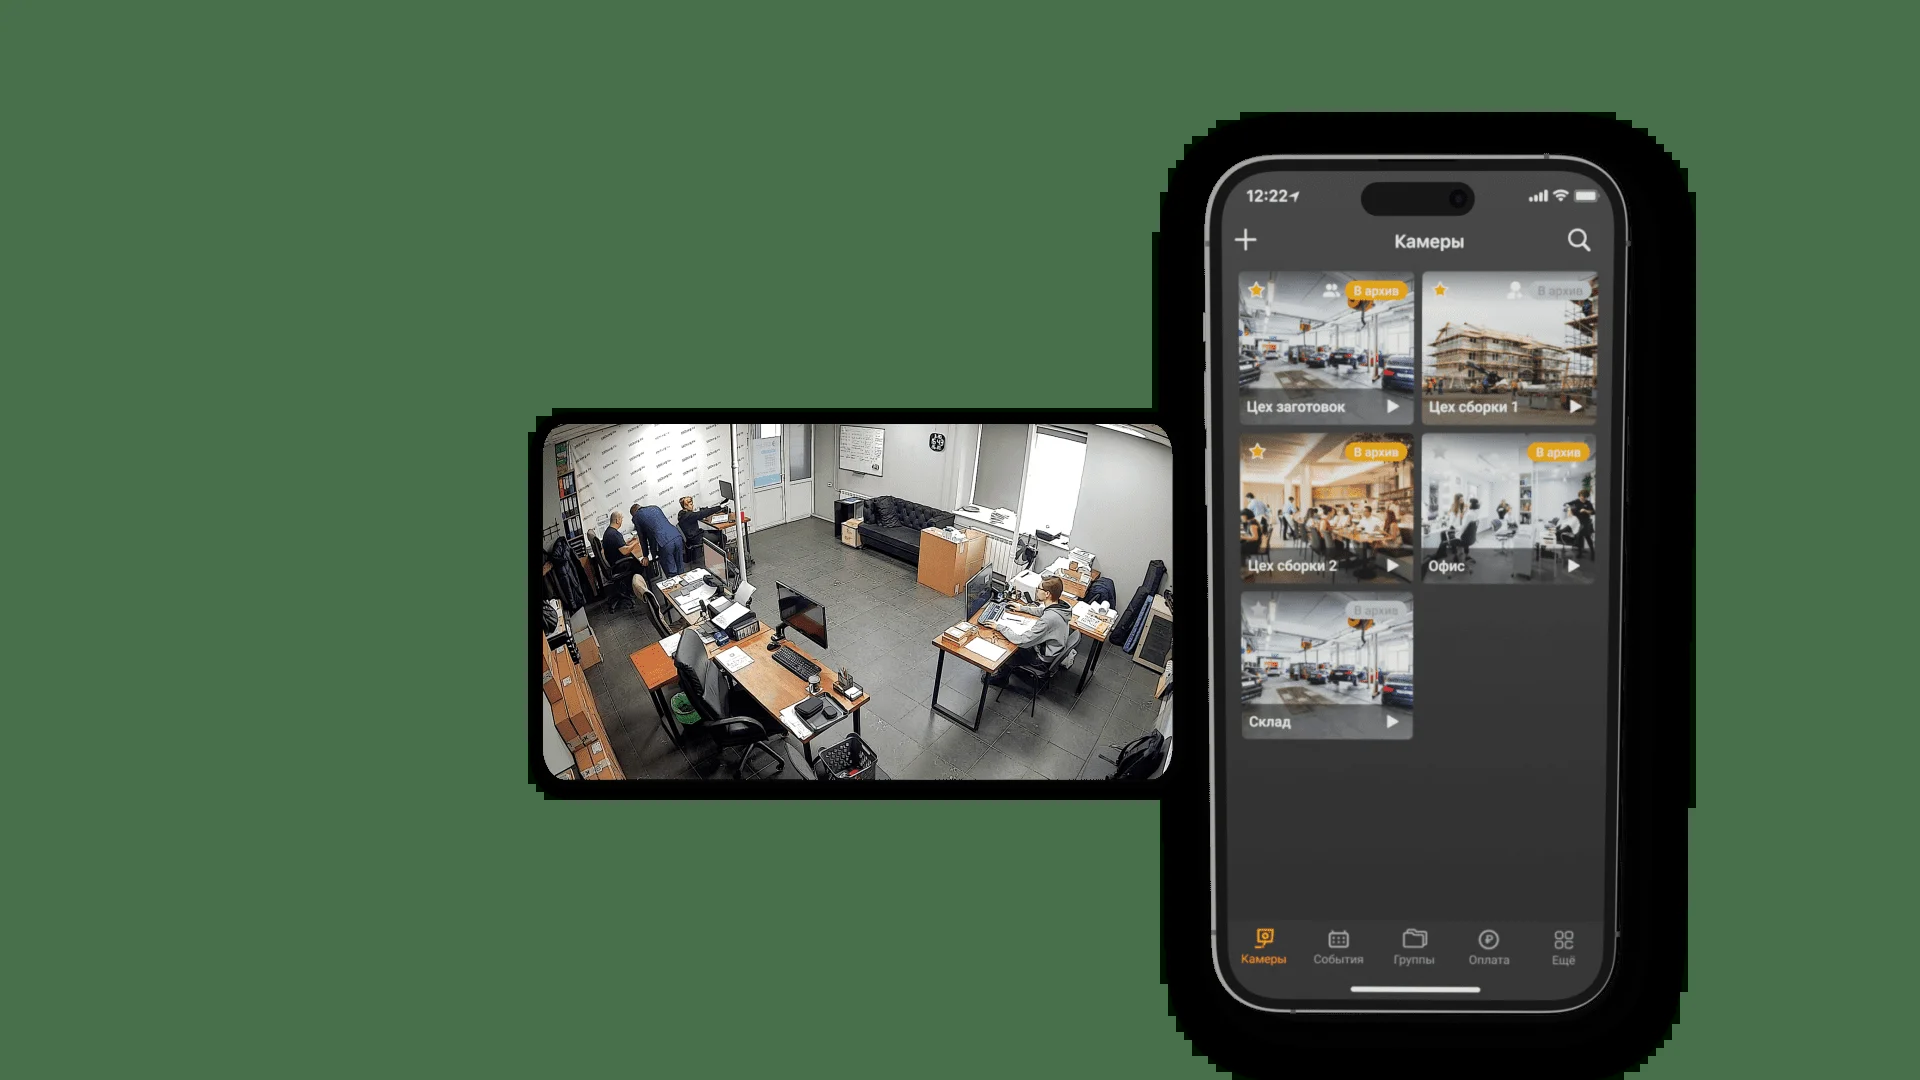 12:22
Камеры
В архив
В архив
Цех заготовок
Цех сборки 1
В архив
В архив
Цех сборки 2
Офис
В архив
Склад
Камеры
События
Группы
Оплата
Ещё